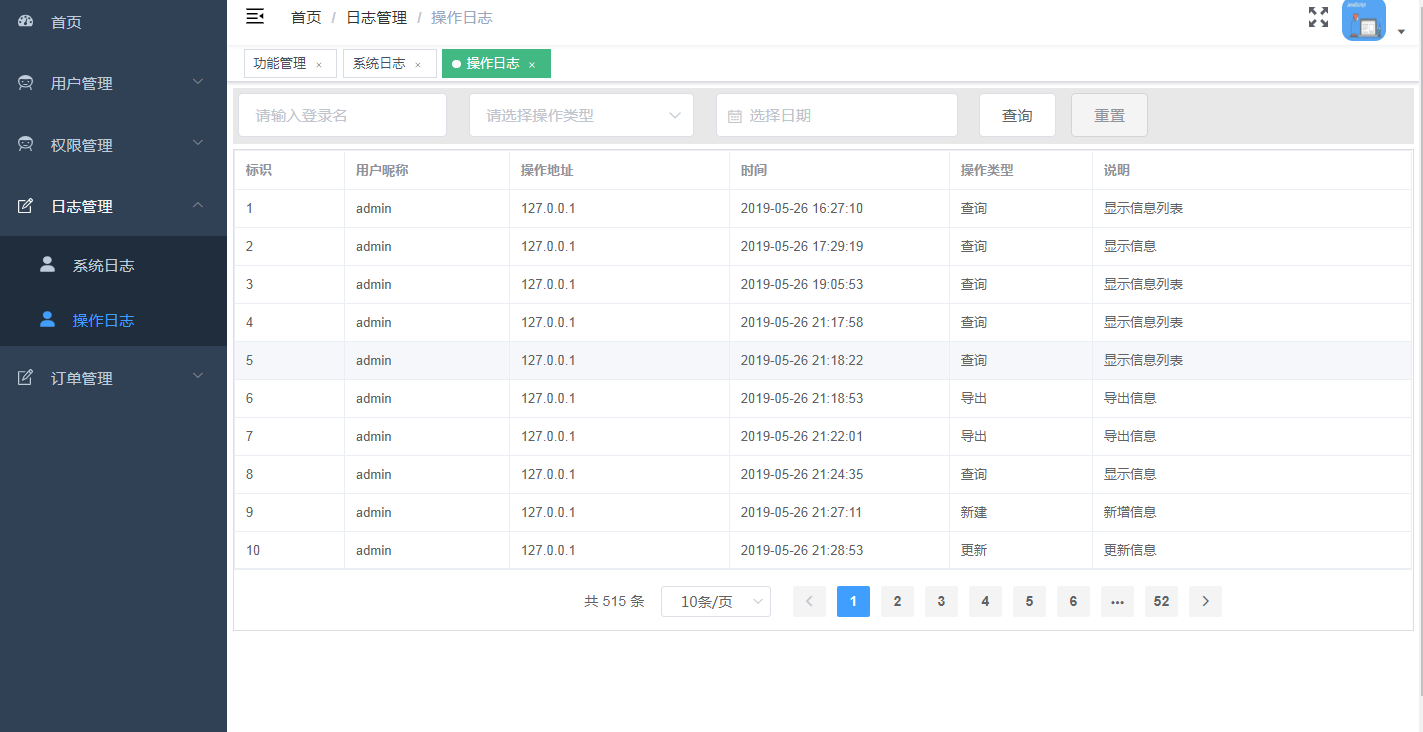 首页
用户管理
权限管理
日志管理
系统日志
操作日志
订单管理
首页 / 日志管理 / 操作日志
功能管理 × 系统日志 × 操作日志 ×
请输入登录名 请选择操作类型 选择日期 查询 重置
标识 用户昵称 操作地址 时间 操作类型 说明
1 admin 127.0.0.1 2019-05-26 16:27:10 查询 显示信息列表
2 admin 127.0.0.1 2019-05-26 17:29:19 查询 显示信息
3 admin 127.0.0.1 2019-05-26 19:05:53 查询 显示信息列表
4 admin 127.0.0.1 2019-05-26 21:17:58 查询 显示信息列表
5 admin 127.0.0.1 2019-05-26 21:18:22 查询 显示信息列表
6 admin 127.0.0.1 2019-05-26 21:18:53 导出 导出信息
7 admin 127.0.0.1 2019-05-26 21:22:01 导出 导出信息
8 admin 127.0.0.1 2019-05-26 21:24:35 查询 显示信息
9 admin 127.0.0.1 2019-05-26 21:27:11 新建 新增信息
10 admin 127.0.0.1 2019-05-26 21:28:53 更新 更新信息
共 515 条 10条/页 1 2 3 4 5 6 ••• 52